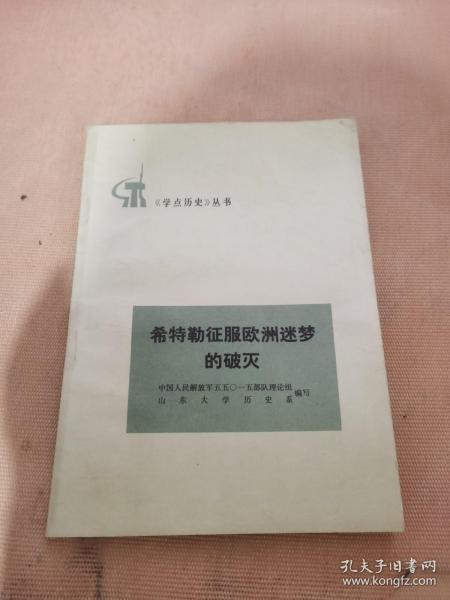 《学点历史》丛书
希特勒征服欧洲迷梦
的破灭
中国人民解放军五五〇一五部队理论组
山东大学历史系
编写
孔夫子旧书网
www.kongfz.com